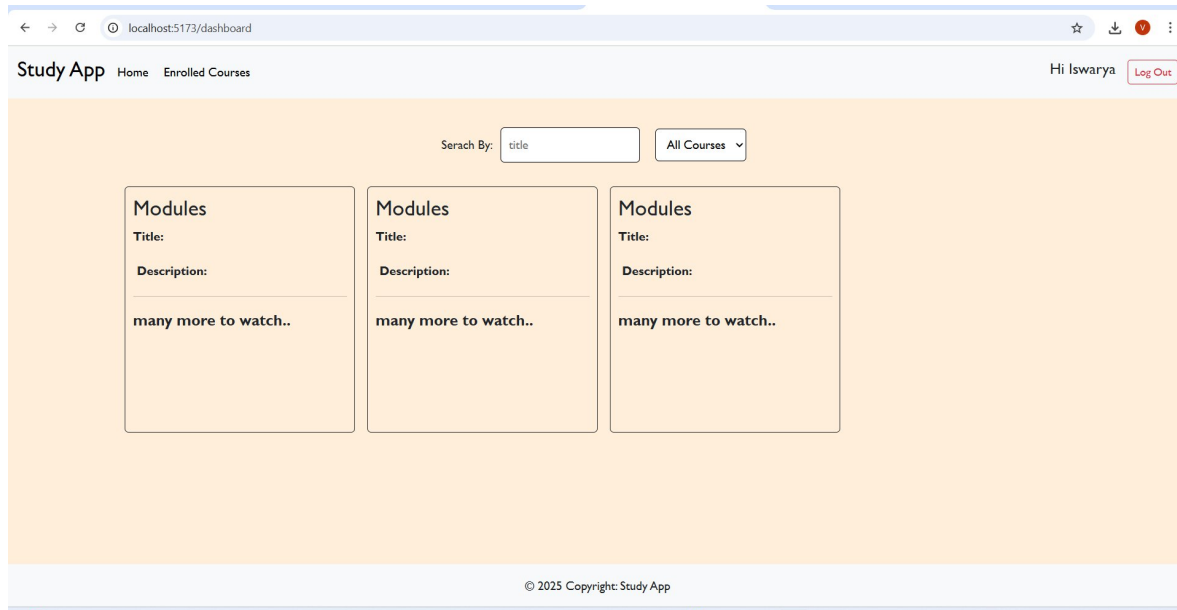 localhost:5173/dashboard
V
Study App Home Enrolled Courses Hi Iswarya Log Out
Serach By: title All Courses
Modules Modules Modules
Title: Title: Title:
Description: Description: Description:
many more to watch.. many more to watch.. many more to watch..
© 2025 Copyright: Study App